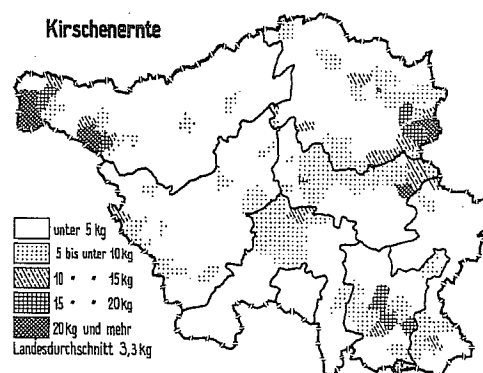 Kirschenernte
unter 5 kg
5 bis unter 10 kg
10 " " 15 kg
15 " " 20 kg
20 kg und mehr
Landesdurchschnitt 3,3 kg